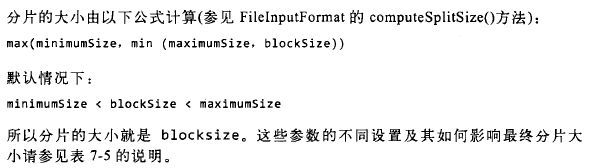 分片的大小由以下公式计算(参见 FileInputFormat 的 computeSplitSize()方法)：
max(minimumSize, min (maximumSize, blockSize))
默认情况下：
minimumSize < blockSize < maximumSize
所以分片的大小就是 blocksize。这些参数的不同设置及其如何影响最终分片大
小请参见表 7-5 的说明。